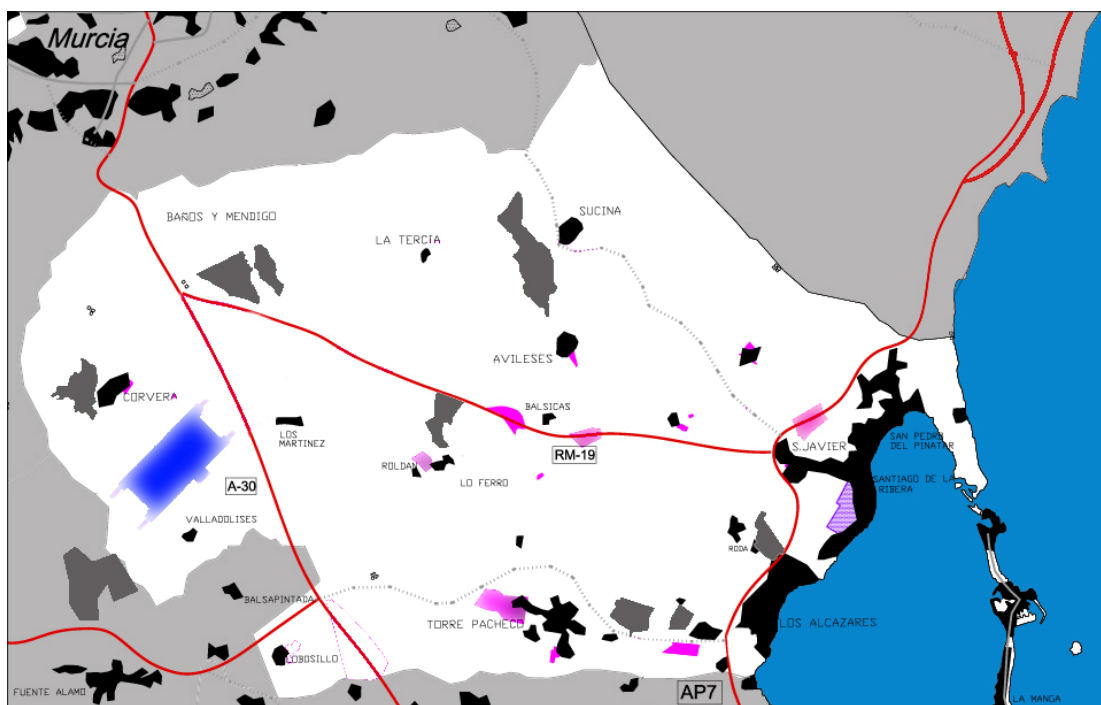 Murcia
BAÑOS Y MENDIGO
SUCINA
LA TERCIA
AVILESES
CORVERA
BALSICAS
LOS
MARTINEZ
S.JAVIER
SAN PEDRO
DEL PINATAR
RM-19
ROLDAN
LO FERRO
A-30
SANTIAGO DE LA
RIBERA
VALLADOLISES
RODA
BALSAPINTADA
TORRE PACHECO
LOS ALCAZARES
LOBOSILLO
FUENTE ALAMO
AP7
LA MANGA